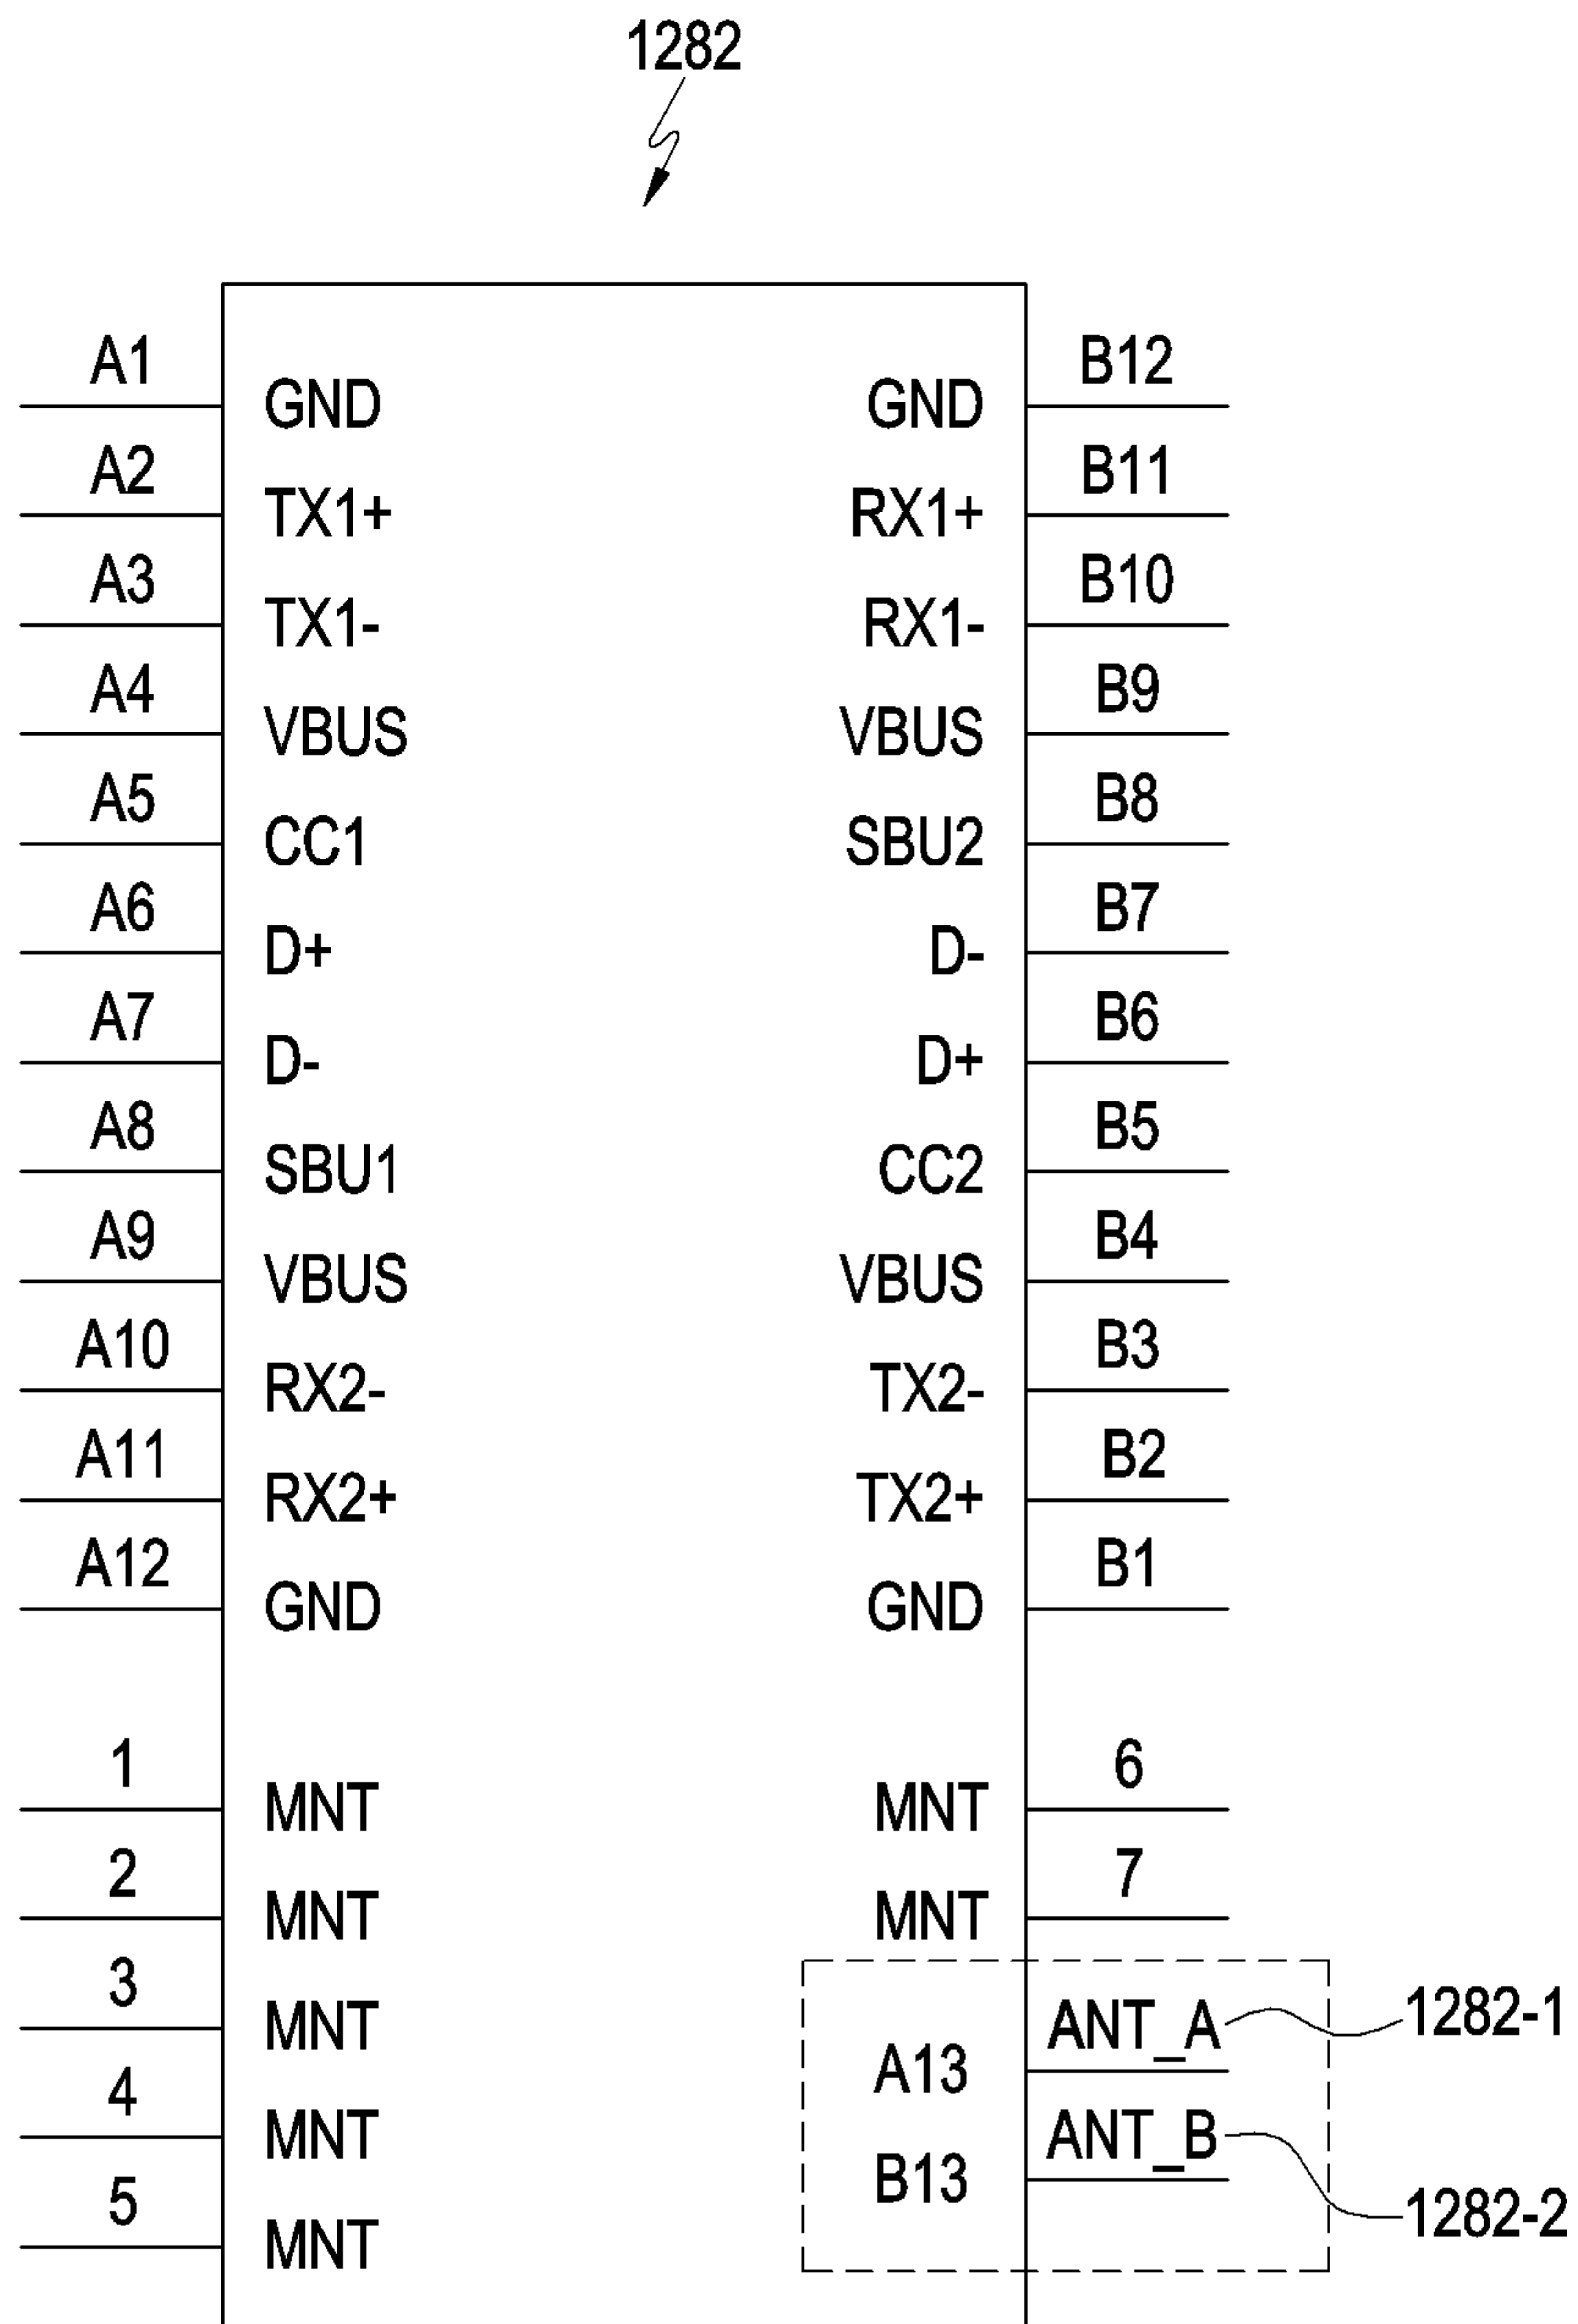 1282
A1 GND GND B12
A2 TX1+ RX1+ B11
A3 TX1- RX1- B10
A4 VBUS VBUS B9
A5 CC1 SBU2 B8
A6 D+ D- B7
A7 D- D+ B6
A8 SBU1 CC2 B5
A9 VBUS VBUS B4
A10 RX2- TX2- B3
A11 RX2+ TX2+ B2
A12 GND GND B1
1 MNT MNT 6
2 MNT MNT 7
3 MNT A13 ANT_A 1282-1
4 MNT B13 ANT_B 1282-2
5 MNT